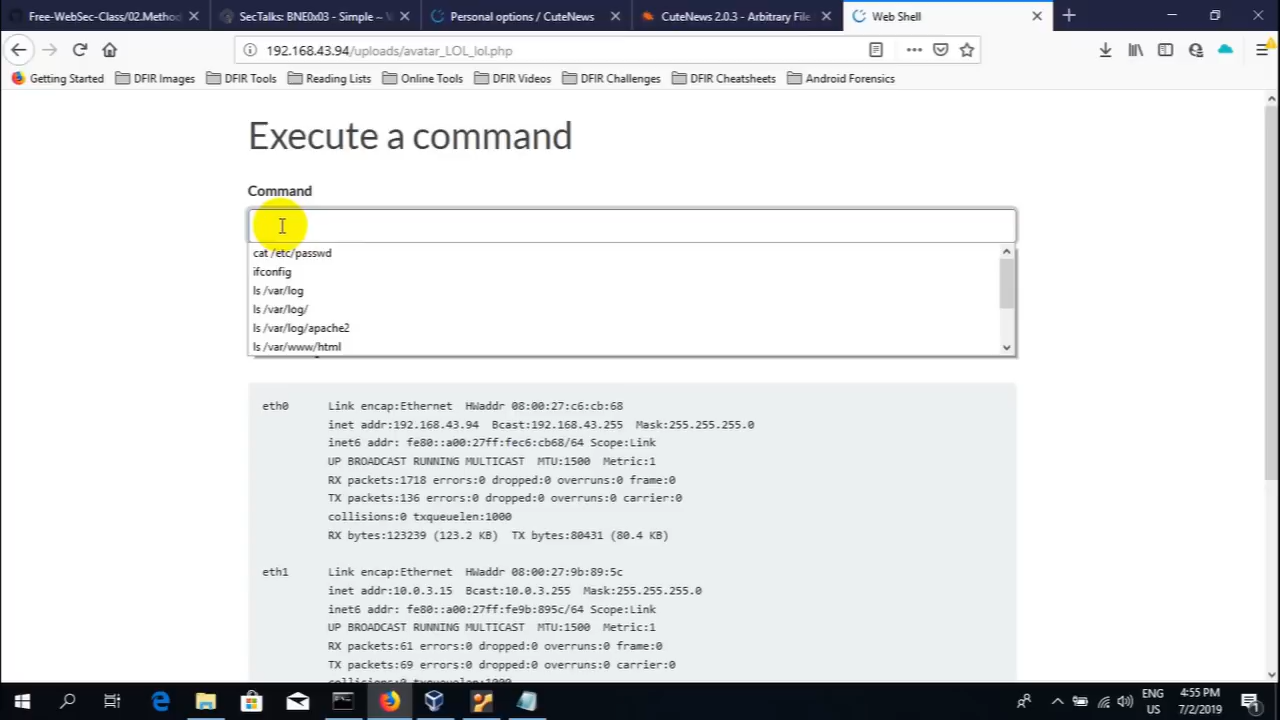 Free-WebSec-Class/02.Method
SecTalks: BNE0x03 - Simple ~ V
Personal options / CuteNews
CuteNews 2.0.3 - Arbitrary File
Web Shell
192.168.43.94/uploads/avatar_LOL_lol.php
Getting Started
DFIR Images
DFIR Tools
Reading Lists
Online Tools
DFIR Videos
DFIR Challenges
DFIR Cheatsheets
Android Forensics
Execute a command
Command
cat /etc/passwd
ifconfig
ls /var/log
ls /var/log/
ls /var/log/apache2
ls /var/www/html
eth0 Link encap:Ethernet HWaddr 08:00:27:c6:cb:68
inet addr:192.168.43.94 Bcast:192.168.43.255 Mask:255.255.255.0
inet6 addr: fe80::a00:27ff:fec6:cb68/64 Scope:Link
UP BROADCAST RUNNING MULTICAST MTU:1500 Metric:1
RX packets:1718 errors:0 dropped:0 overruns:0 frame:0
TX packets:136 errors:0 dropped:0 overruns:0 carrier:0
collisions:0 txqueuelen:1000
RX bytes:123239 (123.2 KB) TX bytes:80431 (80.4 KB)
eth1 Link encap:Ethernet HWaddr 08:00:27:9b:89:5c
inet addr:10.0.3.15 Bcast:10.0.3.255 Mask:255.255.255.0
inet6 addr: fe80::a00:27ff:fe9b:895c/64 Scope:Link
UP BROADCAST RUNNING MULTICAST MTU:1500 Metric:1
RX packets:61 errors:0 dropped:0 overruns:0 frame:0
TX packets:69 errors:0 dropped:0 overruns:0 carrier:0
collisions:0 txqueuelen:1000
ENG
US
4:55 PM
7/2/2019